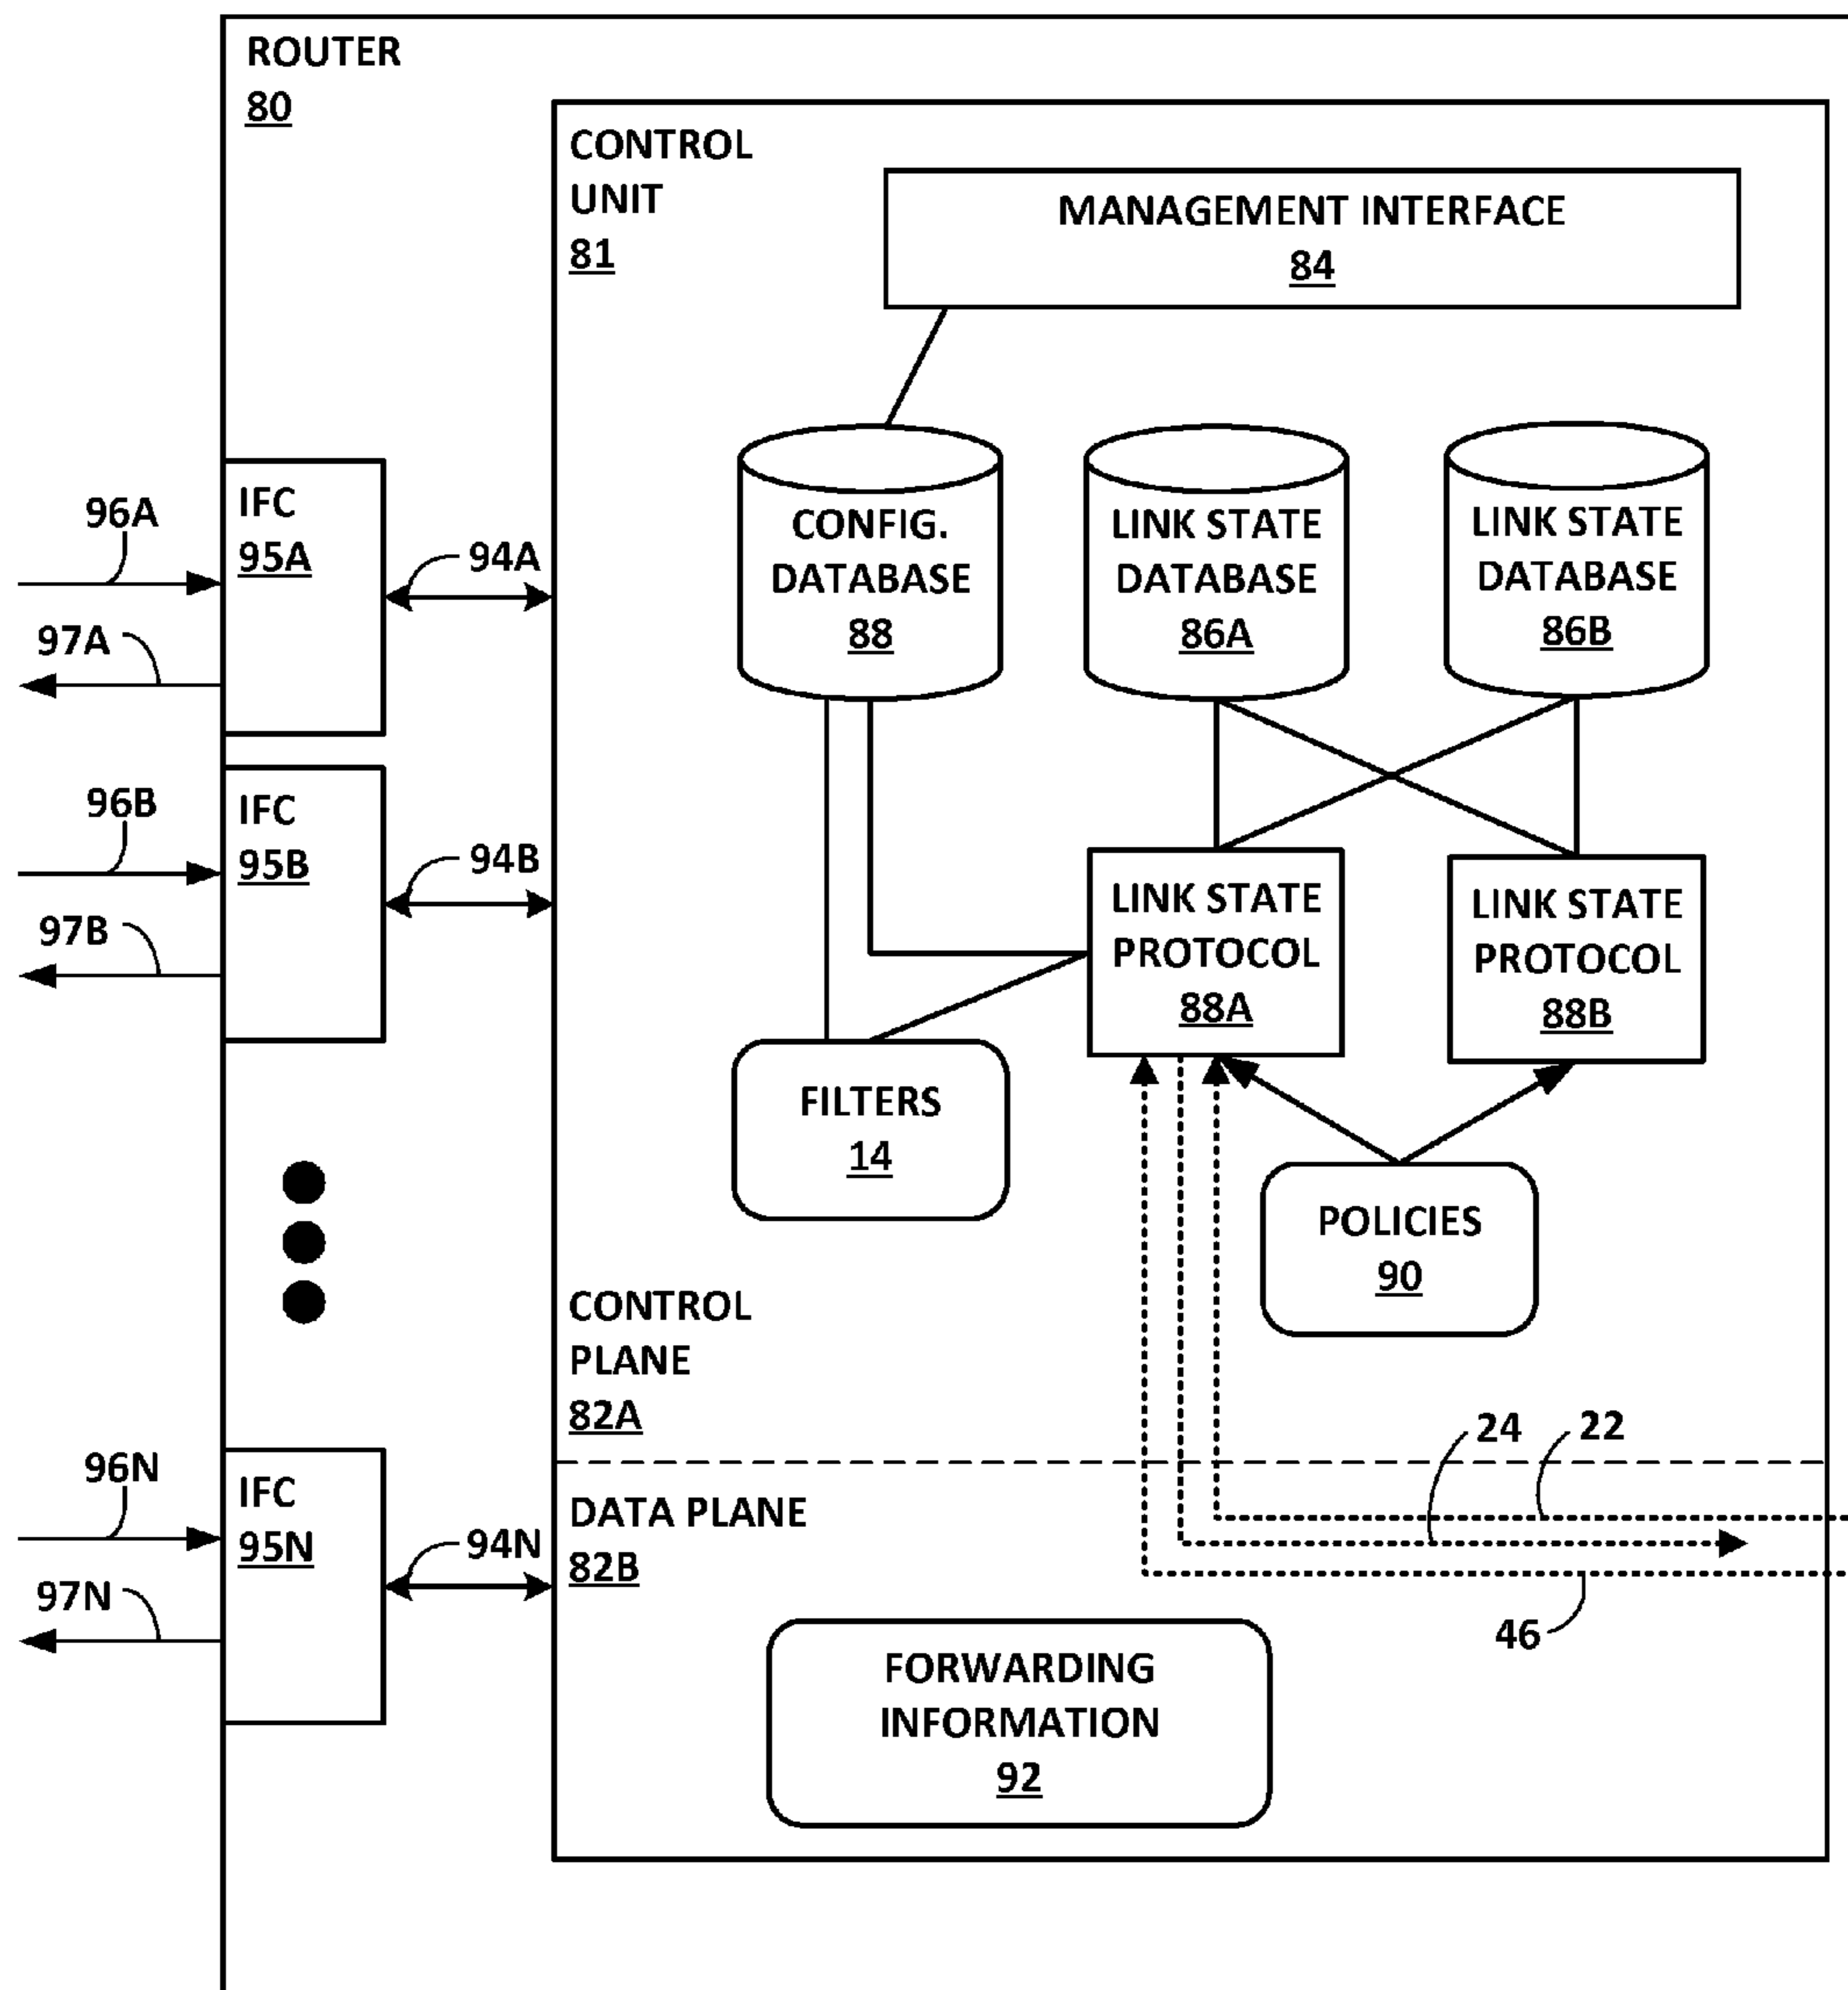 ROUTER
80
CONTROL
UNIT
81
MANAGEMENT INTERFACE
84
96A
97A
IFC
95A
94A
CONFIG.
DATABASE
88
LINK STATE
DATABASE
86A
LINK STATE
DATABASE
86B
96B
97B
IFC
95B
94B
LINK STATE
PROTOCOL
88A
LINK STATE
PROTOCOL
88B
FILTERS
14
POLICIES
90
CONTROL
PLANE
82A
24
22
96N
97N
IFC
95N
94N
DATA PLANE
82B
46
FORWARDING
INFORMATION
92